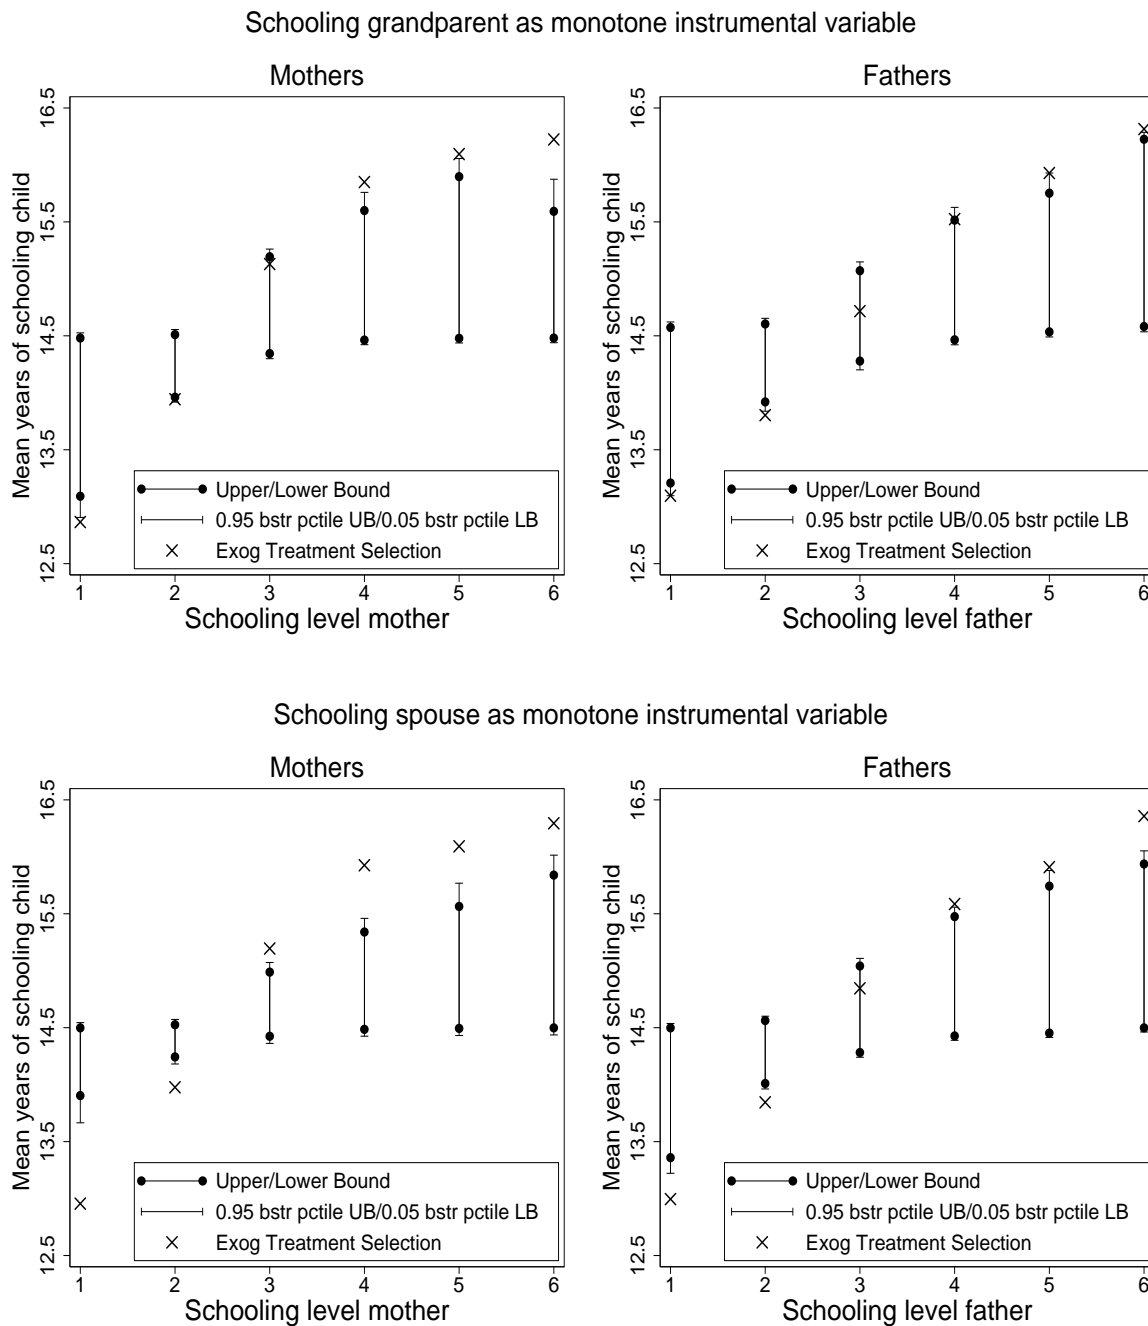 Schooling grandparent as monotone instrumental variable
Mothers
Mean years of schooling child
16.5
15.5
14.5
13.5
12.5
Upper/Lower Bound
0.95 bstr pctile UB/0.05 bstr pctile LB
Exog Treatment Selection
1 2 3 4 5 6
Schooling level mother
Fathers
Mean years of schooling child
16.5
15.5
14.5
13.5
12.5
Upper/Lower Bound
0.95 bstr pctile UB/0.05 bstr pctile LB
Exog Treatment Selection
1 2 3 4 5 6
Schooling level father
Schooling spouse as monotone instrumental variable
Mothers
Mean years of schooling child
16.5
15.5
14.5
13.5
12.5
Upper/Lower Bound
0.95 bstr pctile UB/0.05 bstr pctile LB
Exog Treatment Selection
1 2 3 4 5 6
Schooling level mother
Fathers
Mean years of schooling child
16.5
15.5
14.5
13.5
12.5
Upper/Lower Bound
0.95 bstr pctile UB/0.05 bstr pctile LB
Exog Treatment Selection
1 2 3 4 5 6
Schooling level father